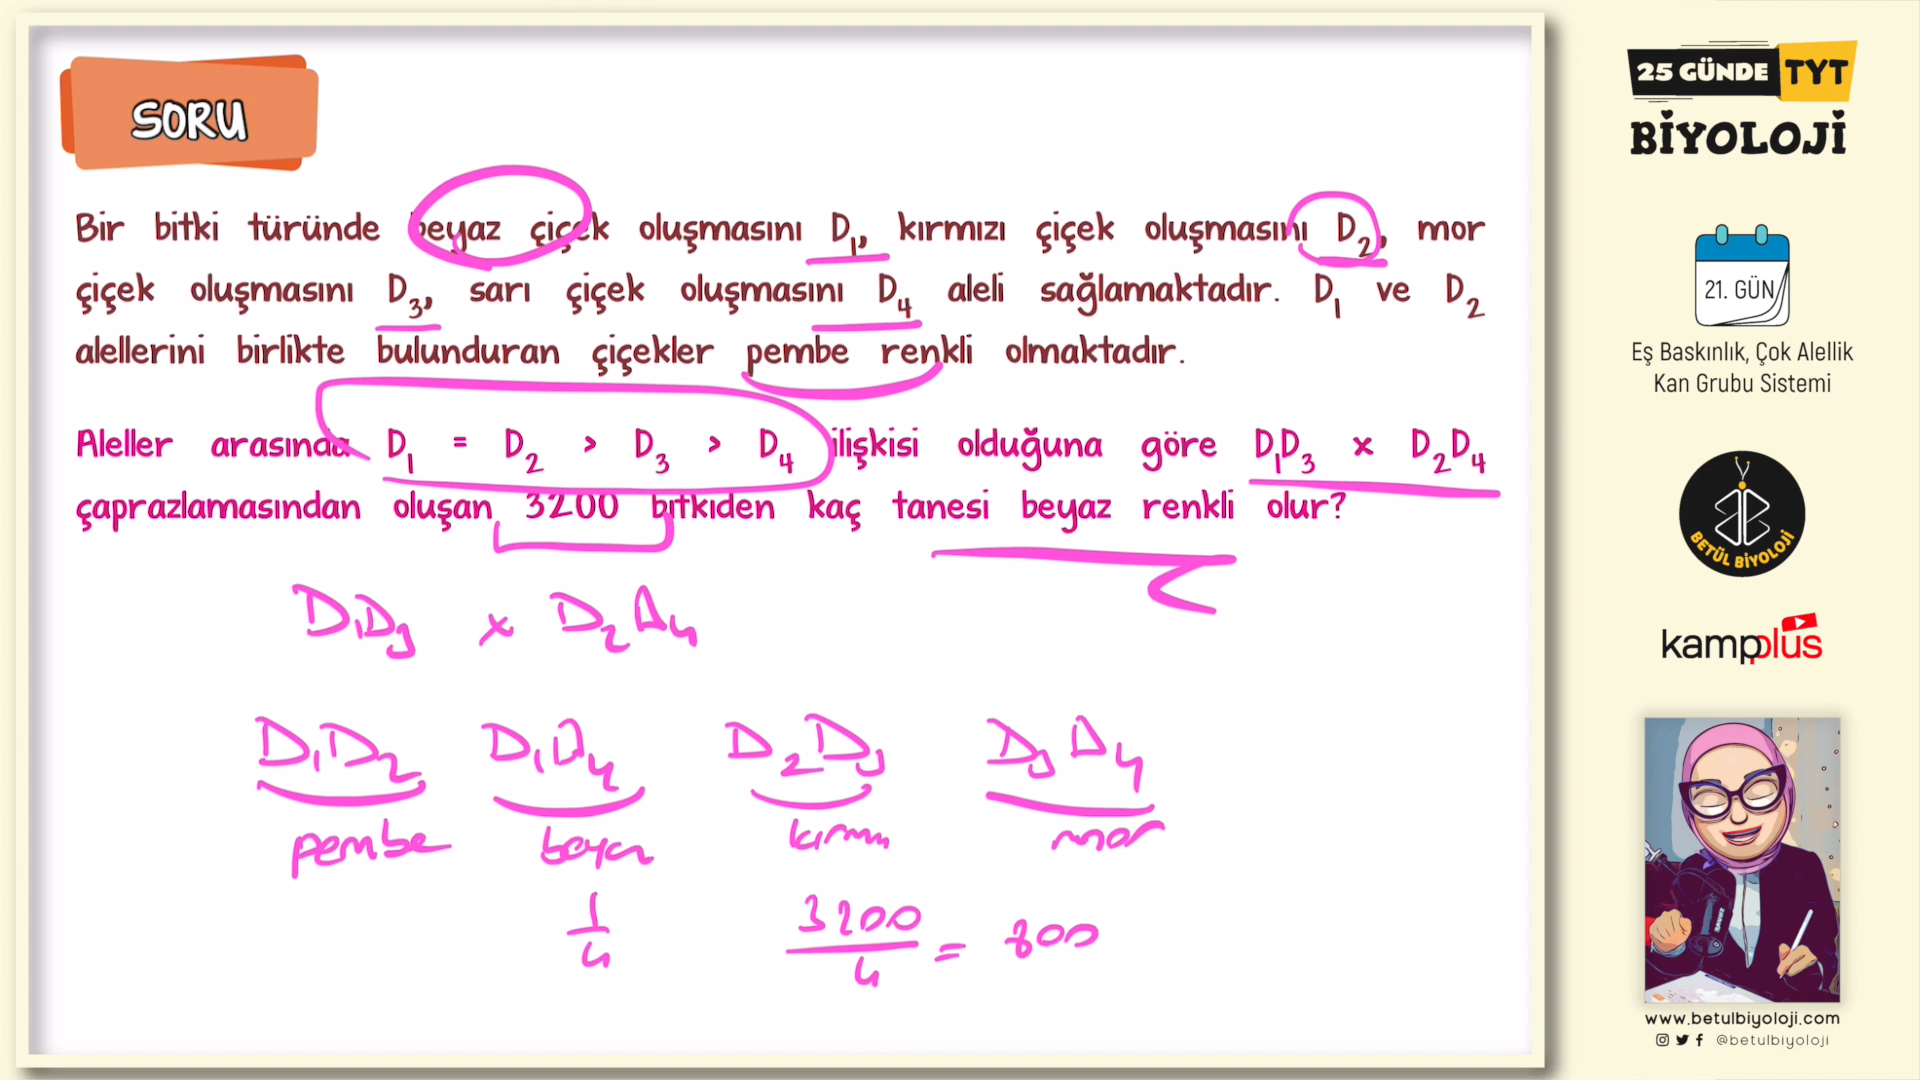 SORU
Bir bitki türünde beyaz çiçek oluşmasını D₁, kırmızı çiçek oluşmasını D₂, mor
çiçek oluşmasını D₃, sarı çiçek oluşmasını D₄ aleli sağlamaktadır. D₁ ve D₂
alellerini birlikte bulunduran çiçekler pembe renkli olmaktadır.
Aleller arasında D₁ = D₂ > D₃ > D₄ ilişkisi olduğuna göre D₁D₃ x D₂D₄
çaprazlamasından oluşan 3200 bitkiden kaç tanesi beyaz renkli olur?
D₁D₃ x D₂D₄
D₁D₂ D₁D₄ D₂D₃ D₃D₄
pembe beyaz kırmızı mor
1/4 3200/4 = 800
25 GÜNDE TYT
BİYOLOJİ
21. GÜN
Eş Baskınlık, Çok Alellik
Kan Grubu Sistemi
BETÜL BİYOLOJİ
kampplus
www.betulbiyoloji.com
@betulbiyoloji